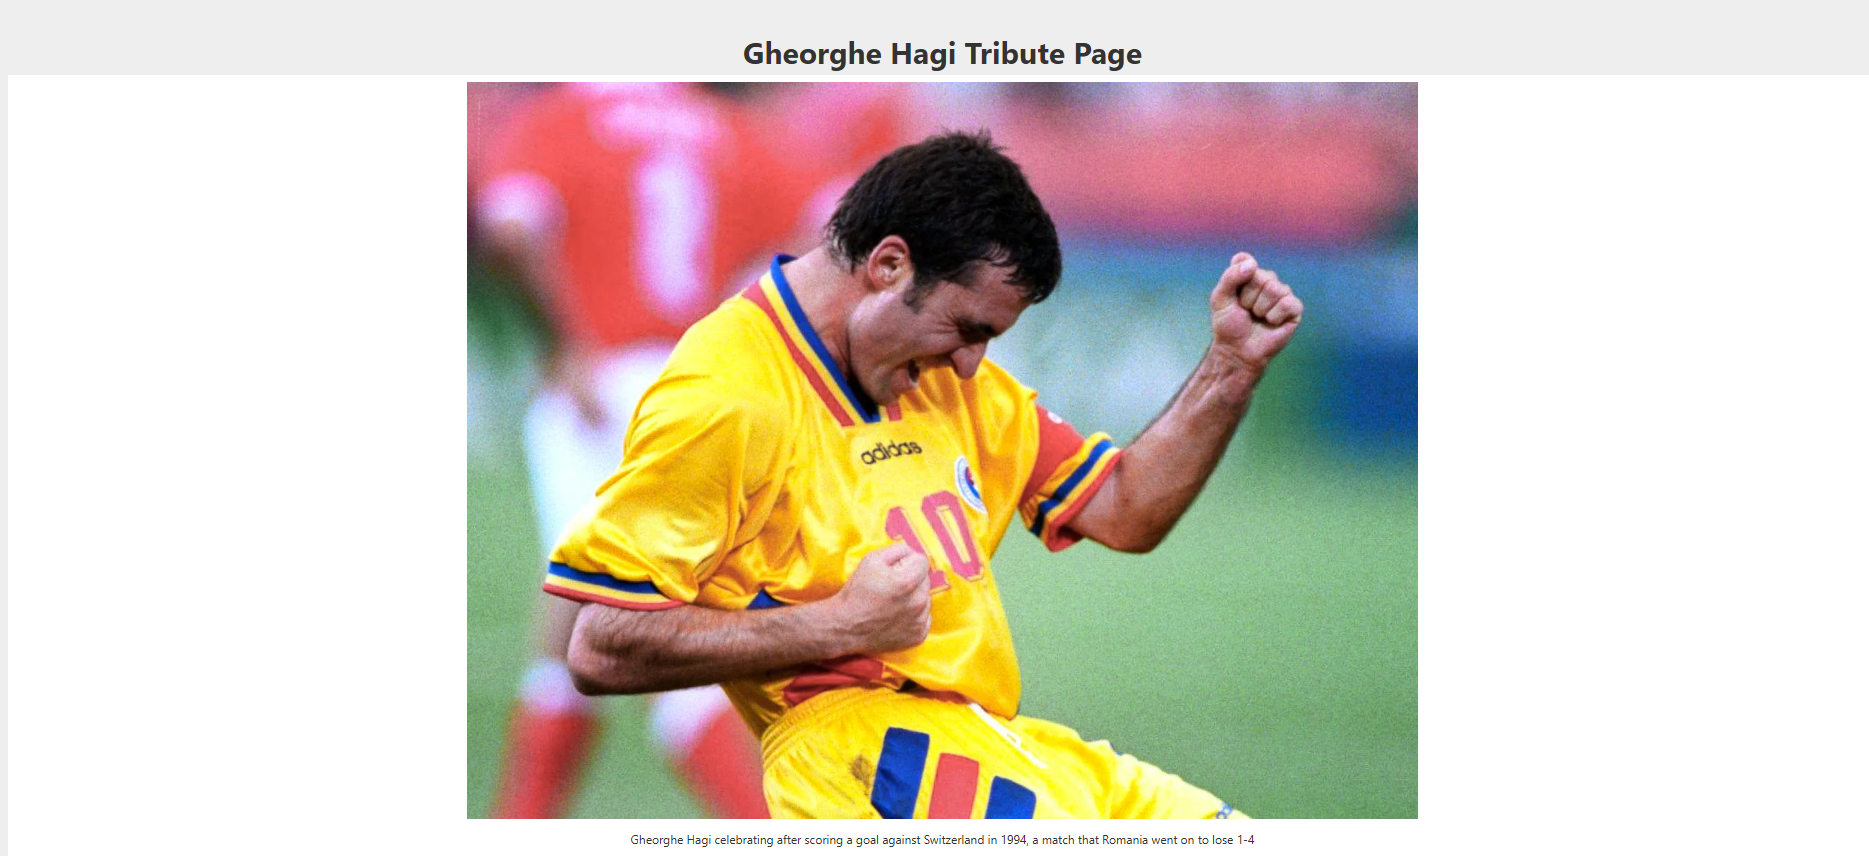 Gheorghe Hagi Tribute Page
adidas
10
Gheorghe Hagi celebrating after scoring a goal against Switzerland in 1994, a match that Romania went on to lose 1-4